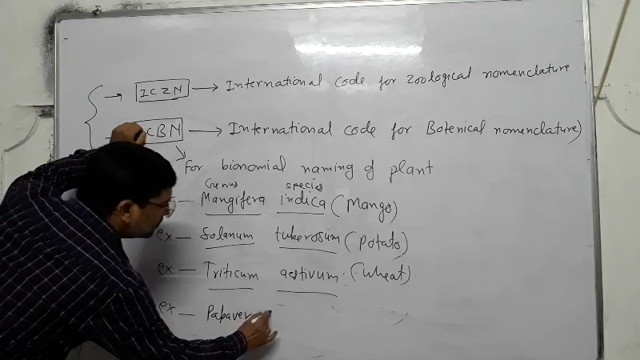 → ICZN → International code for Zoological nomenclature
CBN → International code for Botenical nomenclature)
For bionomial naming of plant
Genus species
— Mangifera indica (Mango)
ex — Solanum tuberosum (Potato)
ex — Triticum aestivum. (Wheat)
ex — Papaver